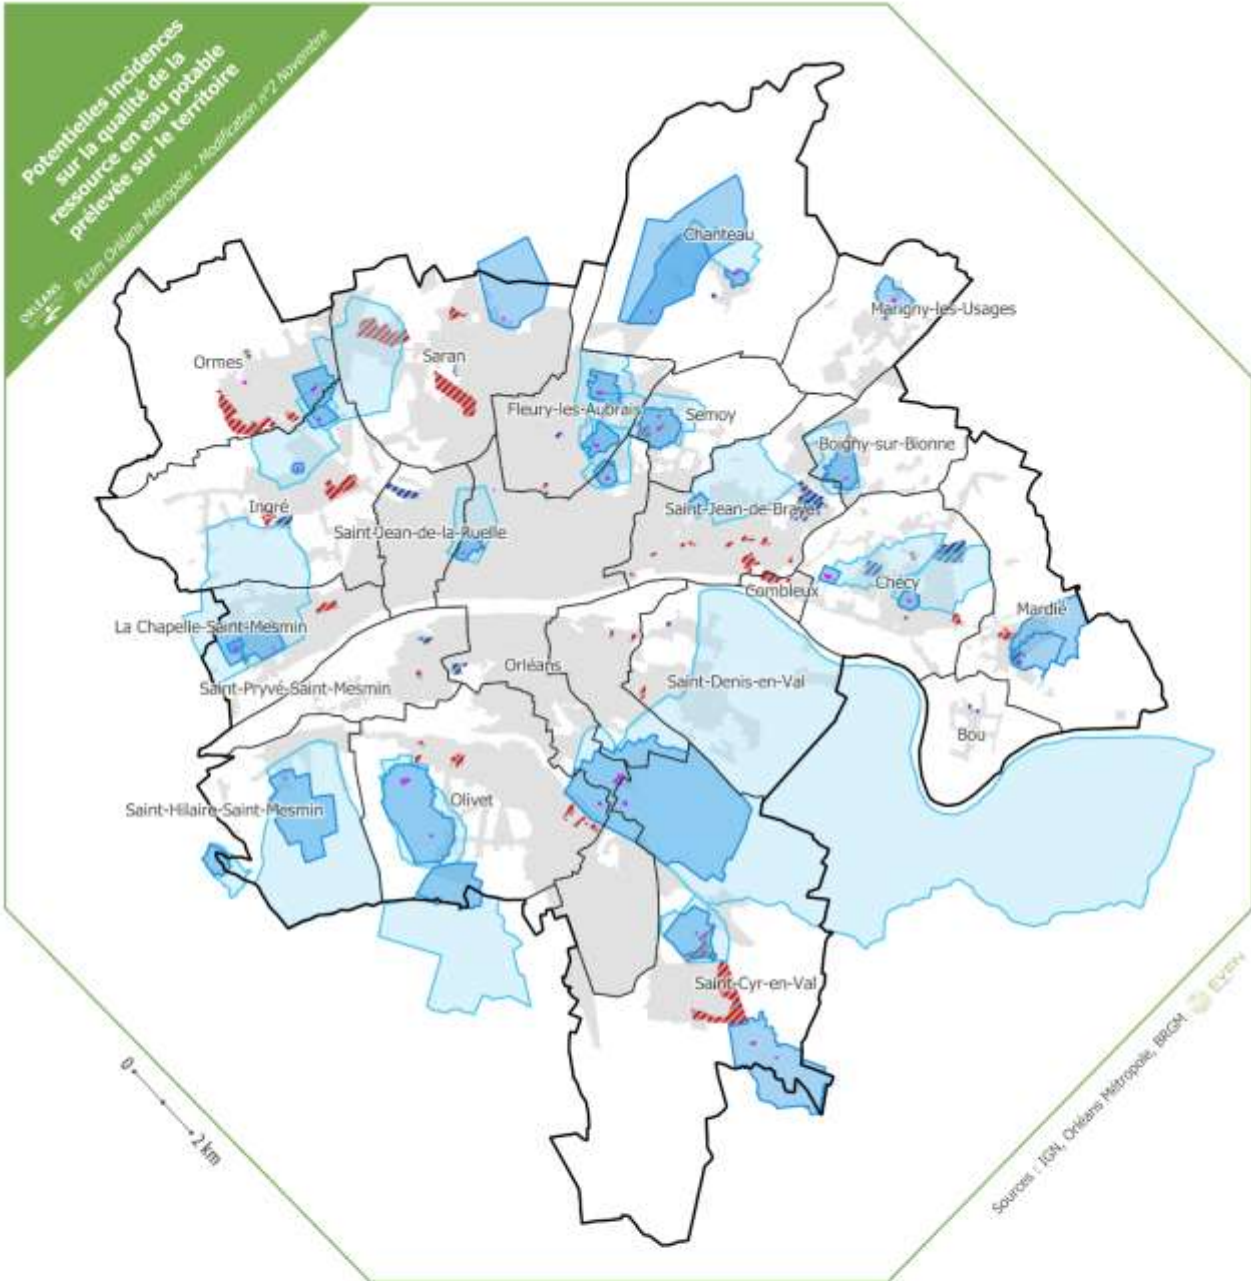 Potentielles incidences
sur la qualité de la
ressource en eau potable
prélevée sur le territoire
PLUm Orléans Métropole - Modification n°2 Novembre
ORLÉANS
Chanteau
Marigny-les-Usages
Ormes
Saran
Fleury-les-Aubrais
Semoy
Boigny-sur-Bionne
Ingré
Saint-Jean-de-la-Ruelle
Saint-Jean-de-Braye
Chécy
Combleux
Mardié
La Chapelle-Saint-Mesmin
Orléans
Saint-Pryvé-Saint-Mesmin
Saint-Denis-en-Val
Bou
Saint-Hilaire-Saint-Mesmin
Olivet
Saint-Cyr-en-Val
0
2 km
Sources : IGN, Orléans Métropole, BRGM
EVEN